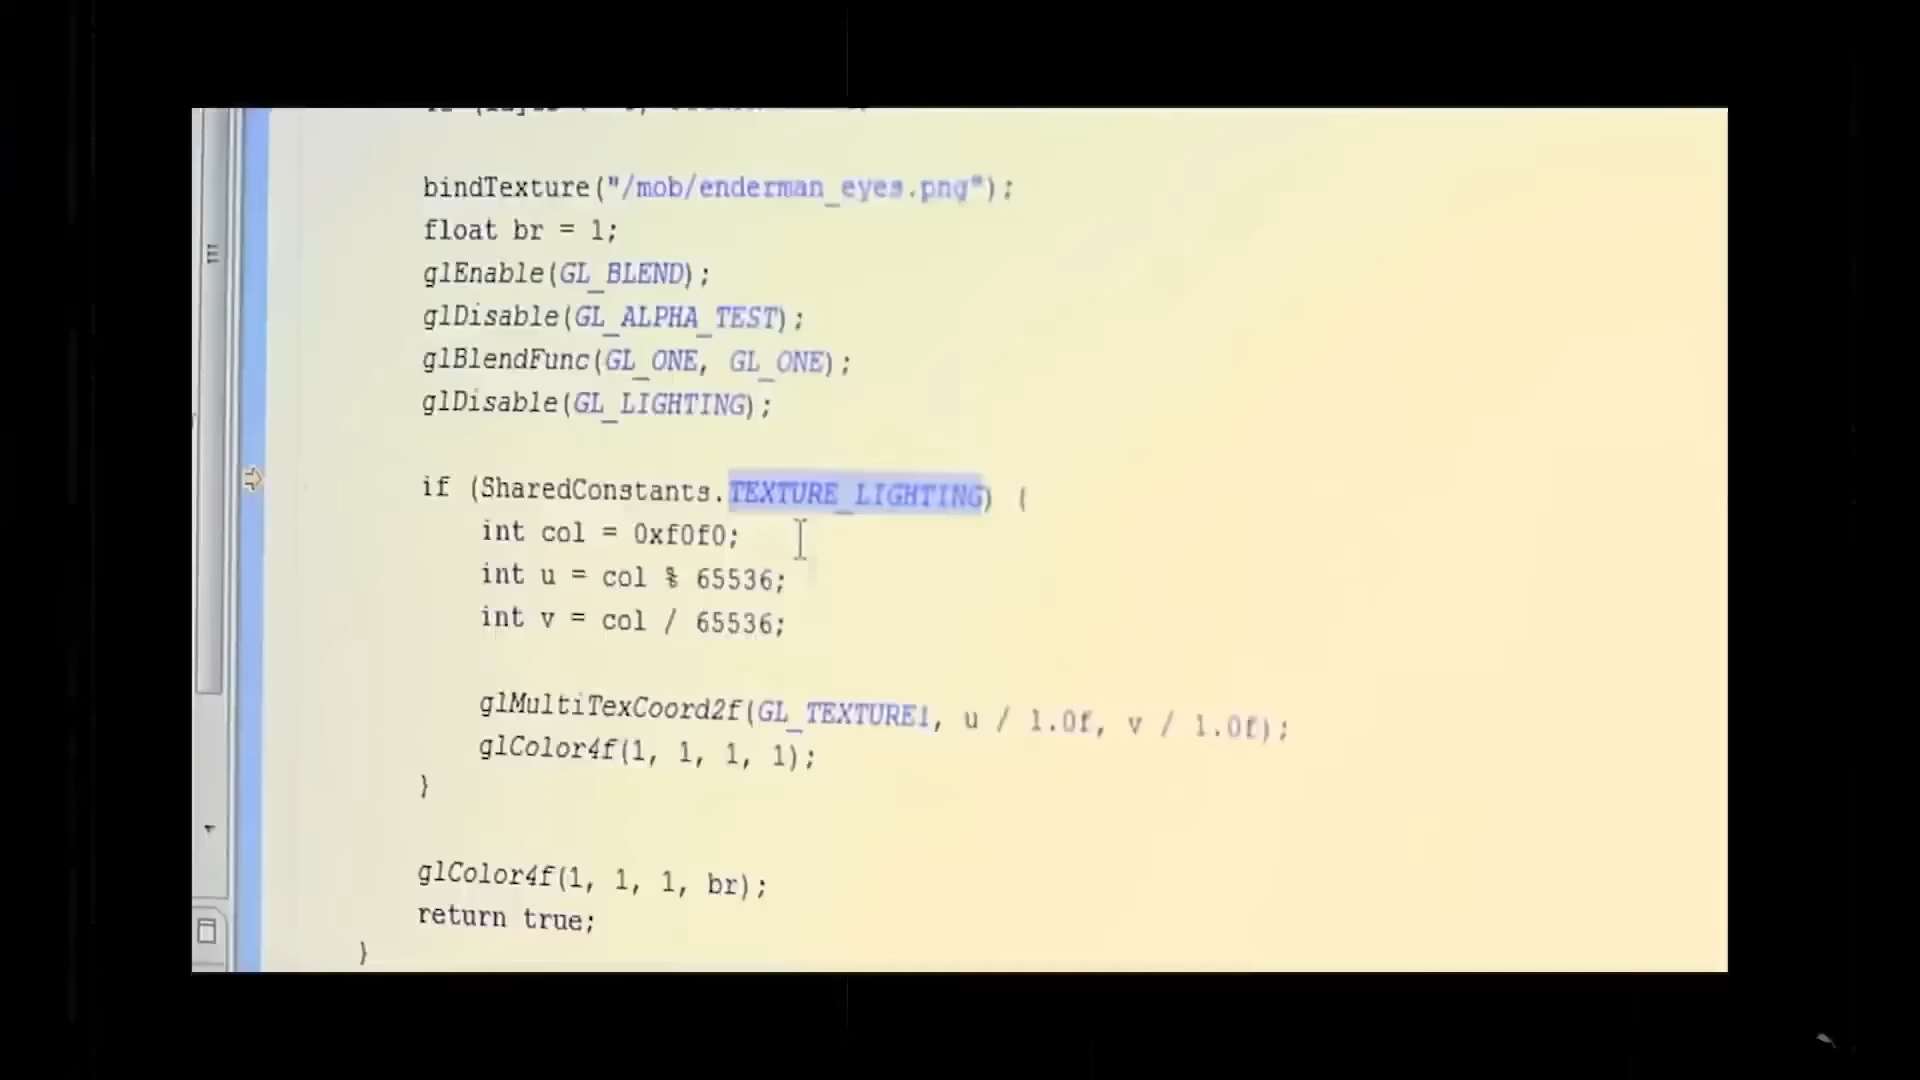 bindTexture("/mob/enderman_eyes.png");
float br = 1;
glEnable(GL_BLEND);
glDisable(GL_ALPHA_TEST);
glBlendFunc(GL_ONE, GL_ONE);
glDisable(GL_LIGHTING);
if (SharedConstants.TEXTURE_LIGHTING) {
int col = 0xf0f0;
int u = col % 65536;
int v = col / 65536;
glMultiTexCoord2f(GL_TEXTURE1, u / 1.0f, v / 1.0f);
glColor4f(1, 1, 1, 1);
}
glColor4f(1, 1, 1, br);
return true;
}